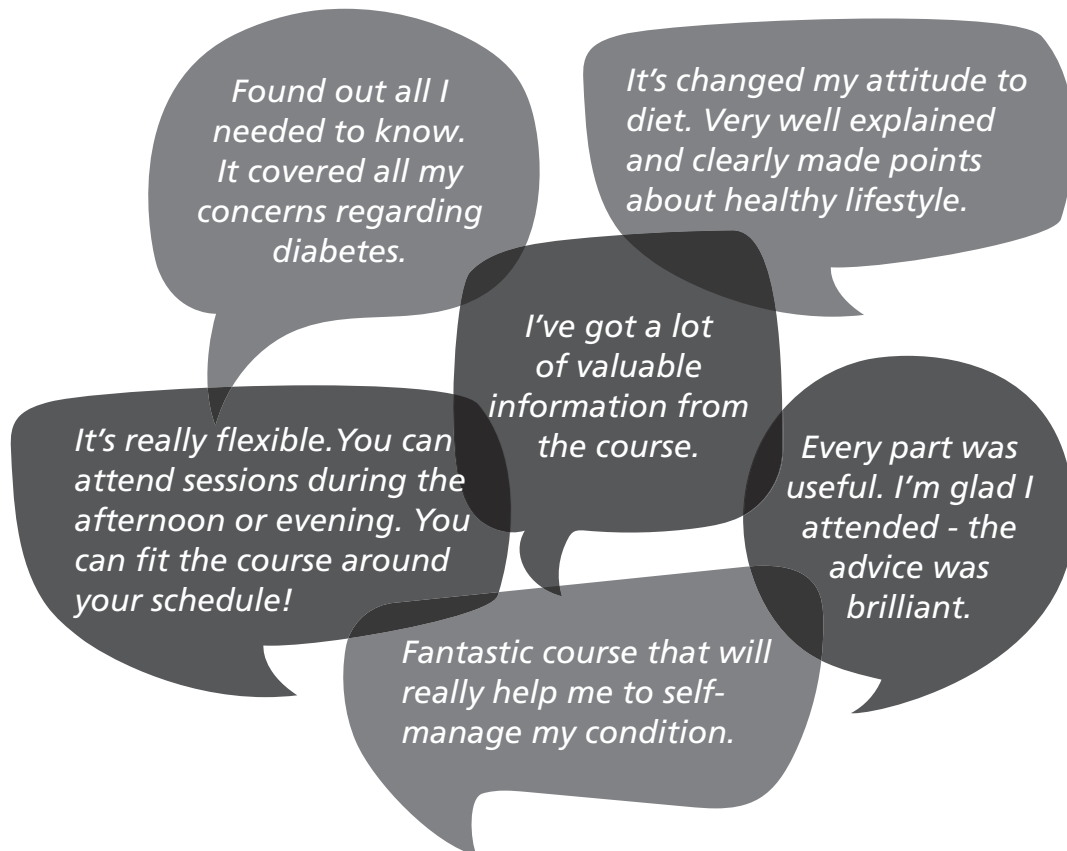 Found out all I
needed to know.
It covered all my
concerns regarding
diabetes.
It's changed my attitude to
diet. Very well explained
and clearly made points
about healthy lifestyle.
I've got a lot
of valuable
information from
the course.
It's really flexible. You can
attend sessions during the
afternoon or evening. You
can fit the course around
your schedule!
Every part was
useful. I'm glad I
attended - the
advice was
brilliant.
Fantastic course that will
really help me to self-
manage my condition.